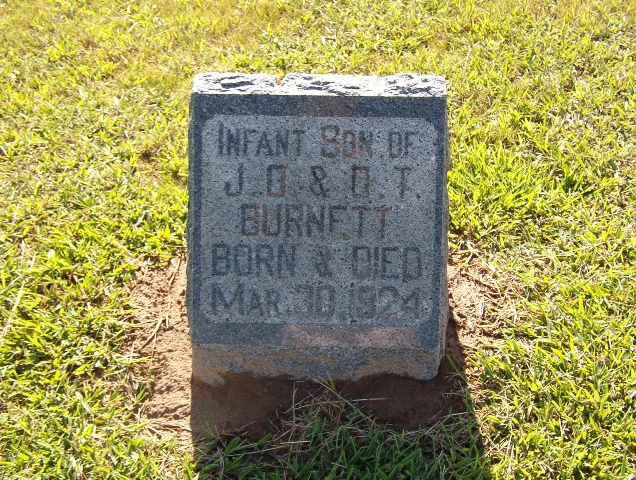 INFANT SON OF
J. D. & O. T.
BURNETT
BORN & DIED
MAR. 30, 1924